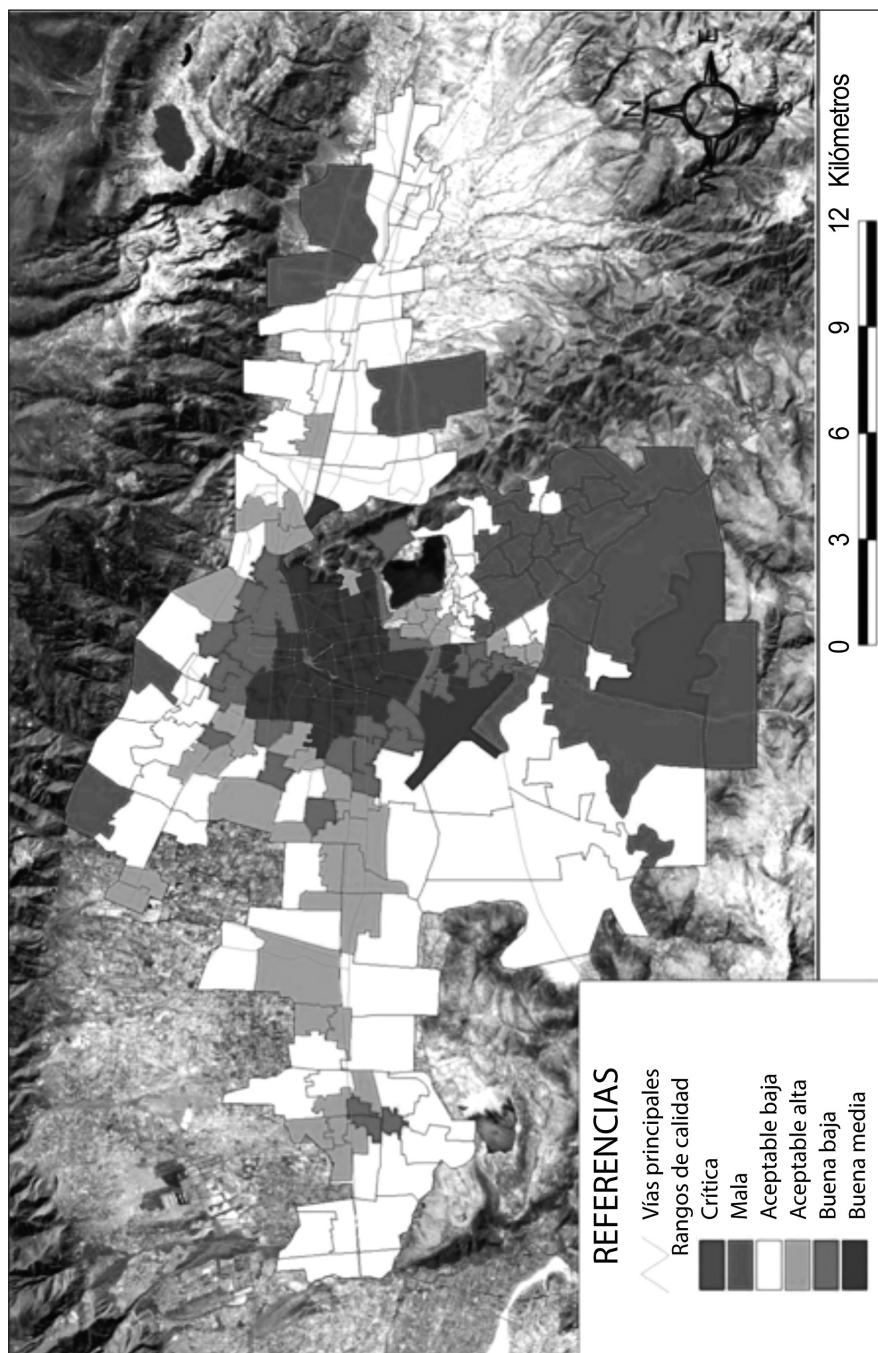 REFERENCIAS
Vías principales
Rangos de calidad
Crítica
Mala
Aceptable baja
Aceptable alta
Buena baja
Buena media
0 3 6 9 12 Kilómetros
N
E
S
W